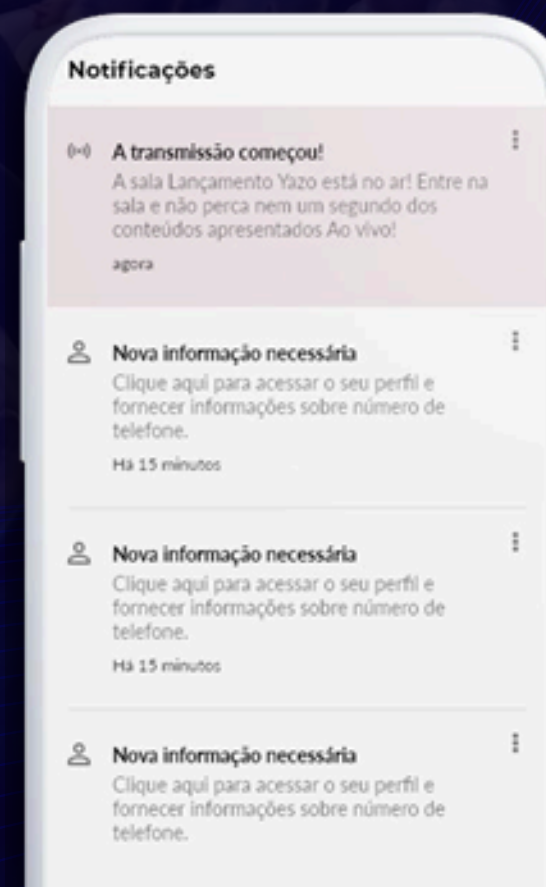 Notificações
A transmissão começou!
A sala Lançamento Yazo está no ar! Entre na
sala e não perca nem um segundo dos
conteúdos apresentados Ao vivo!
agora
Nova informação necessária
Clique aqui para acessar o seu perfil e
fornecer informações sobre número de
telefone.
Há 15 minutos
Nova informação necessária
Clique aqui para acessar o seu perfil e
fornecer informações sobre número de
telefone.
Há 15 minutos
Nova informação necessária
Clique aqui para acessar o seu perfil e
fornecer informações sobre número de
telefone.